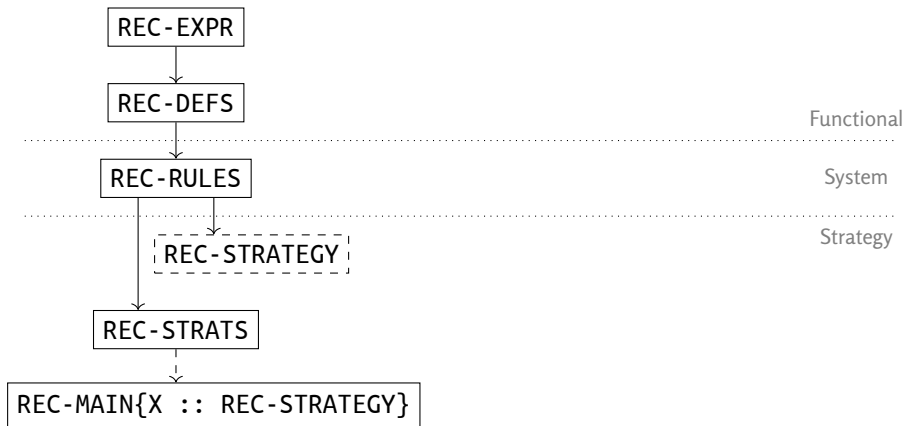 REC-EXPR
REC-DEFS
Functional
REC-RULES
System
Strategy
REC-STRATEGY
REC-STRATS
REC-MAIN{X :: REC-STRATEGY}